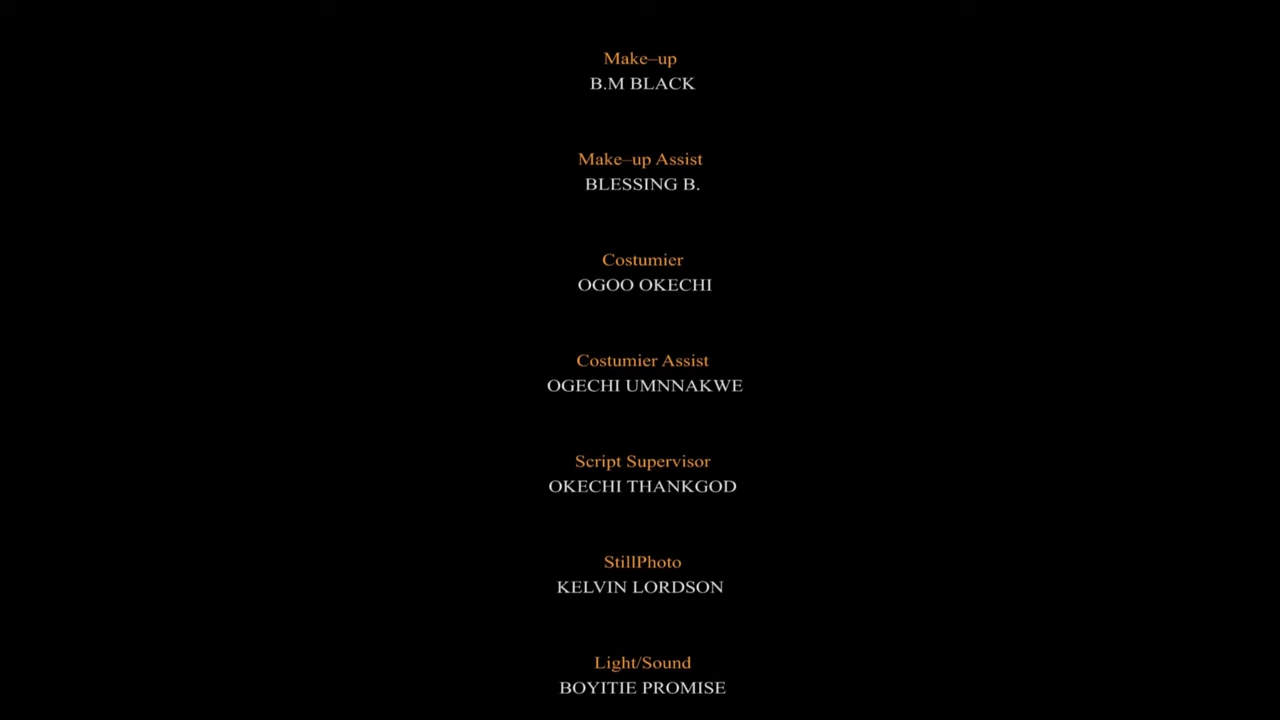 Make–up
B.M BLACK
Make–up Assist
BLESSING B.
Costumier
OGOO OKECHI
Costumier Assist
OGECHI UMNNAKWE
Script Supervisor
OKECHI THANKGOD
StillPhoto
KELVIN LORDSON
Light/Sound
BOYITIE PROMISE